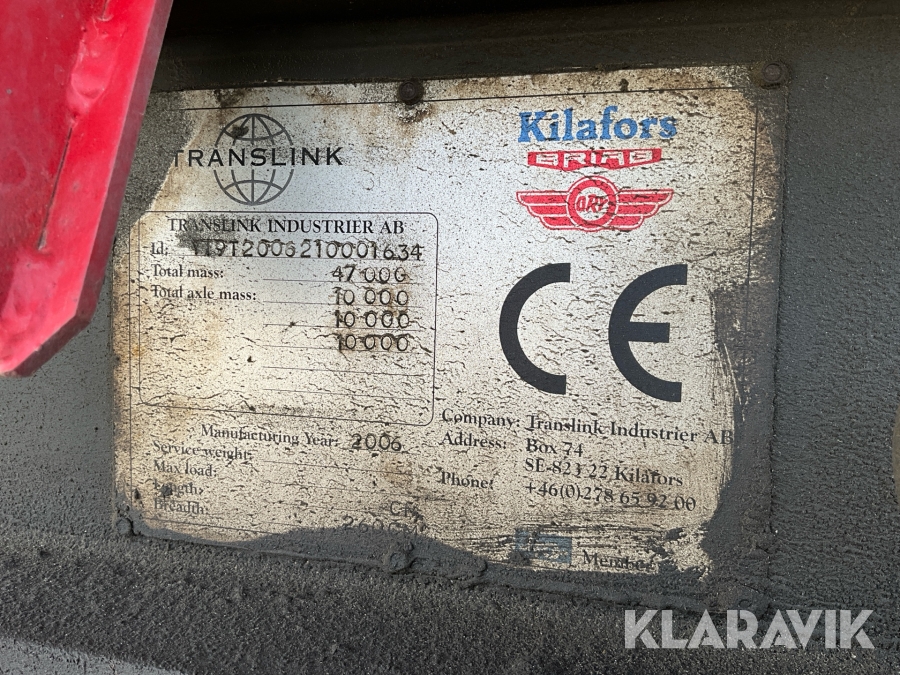 TRANSLINK
Kilafors
BRIAB
TRANSLINK INDUSTRIER AB
Id:
Total mass: 47 000
Total axle mass: 10 000
10 000
10 000
Manufacturing Year: 2006
Service weight:
Max load:
Length:
Breadth:
Company: Translink Industrier AB
Address: Box 74
SE-823 22 Kilafors
Phone: +46(0)278 65 92 00
CE
KLARAVIK